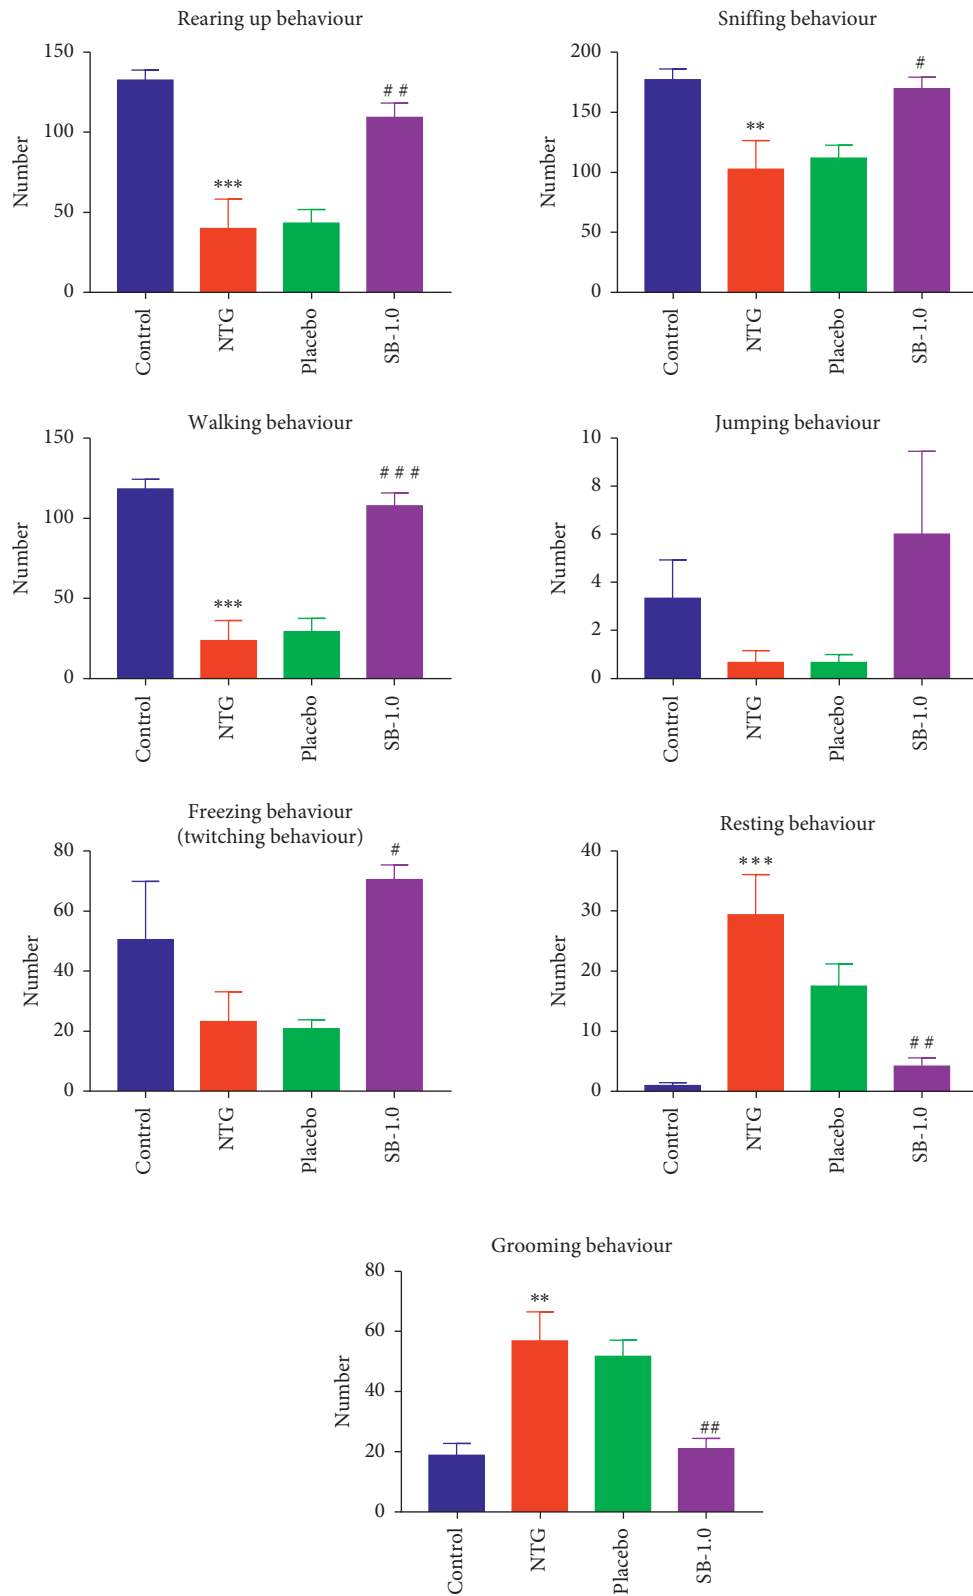 Rearing up behaviour
150
100
50
0
Number
***
# #
Control
NTG
Placebo
SB-1.0
Sniffing behaviour
200
150
100
50
0
Number
**
#
Control
NTG
Placebo
SB-1.0
Walking behaviour
150
100
50
0
Number
***
# # #
Control
NTG
Placebo
SB-1.0
Jumping behaviour
10
8
6
4
2
0
Number
Control
NTG
Placebo
SB-1.0
Freezing behaviour
(twitching behaviour)
80
60
40
20
0
Number
#
Control
NTG
Placebo
SB-1.0
Resting behaviour
40
30
20
10
0
Number
***
# #
Control
NTG
Placebo
SB-1.0
Grooming behaviour
80
60
40
20
0
Number
**
##
Control
NTG
Placebo
SB-1.0